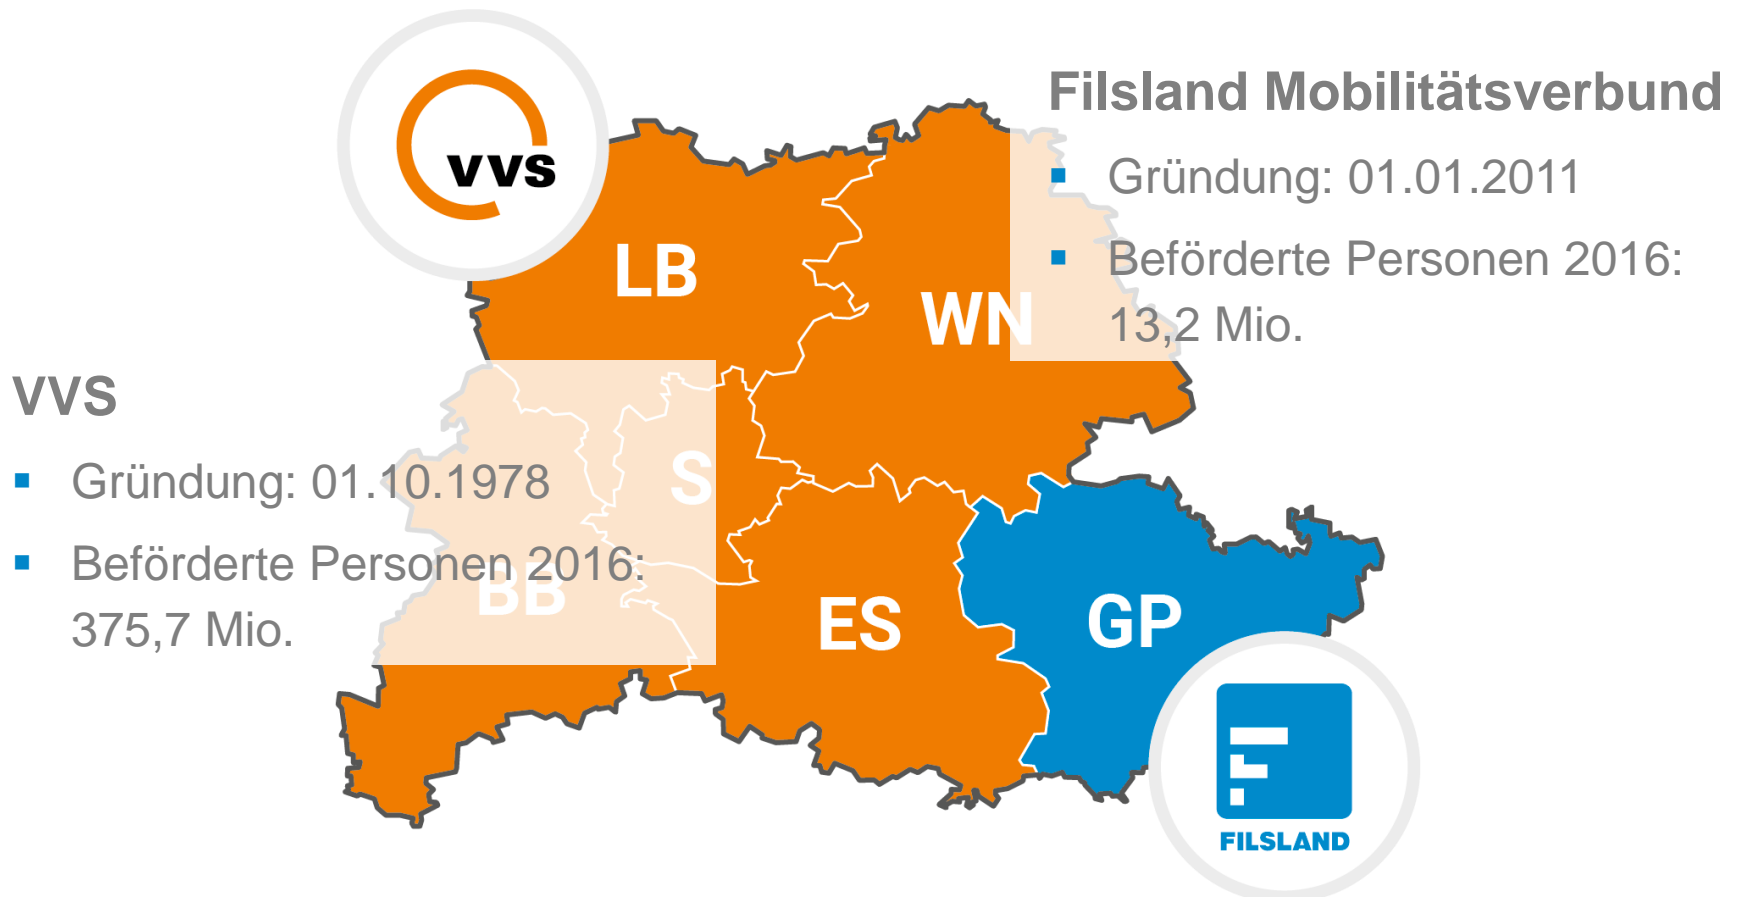 vvs
Filsland Mobilitätsverbund
Gründung: 01.01.2011
Beförderte Personen 2016:
13,2 Mio.
LB
WN
VVS
Gründung: 01.10.1978
Beförderte Personen 2016:
375,7 Mio.
S
BB
ES
GP
FILSLAND